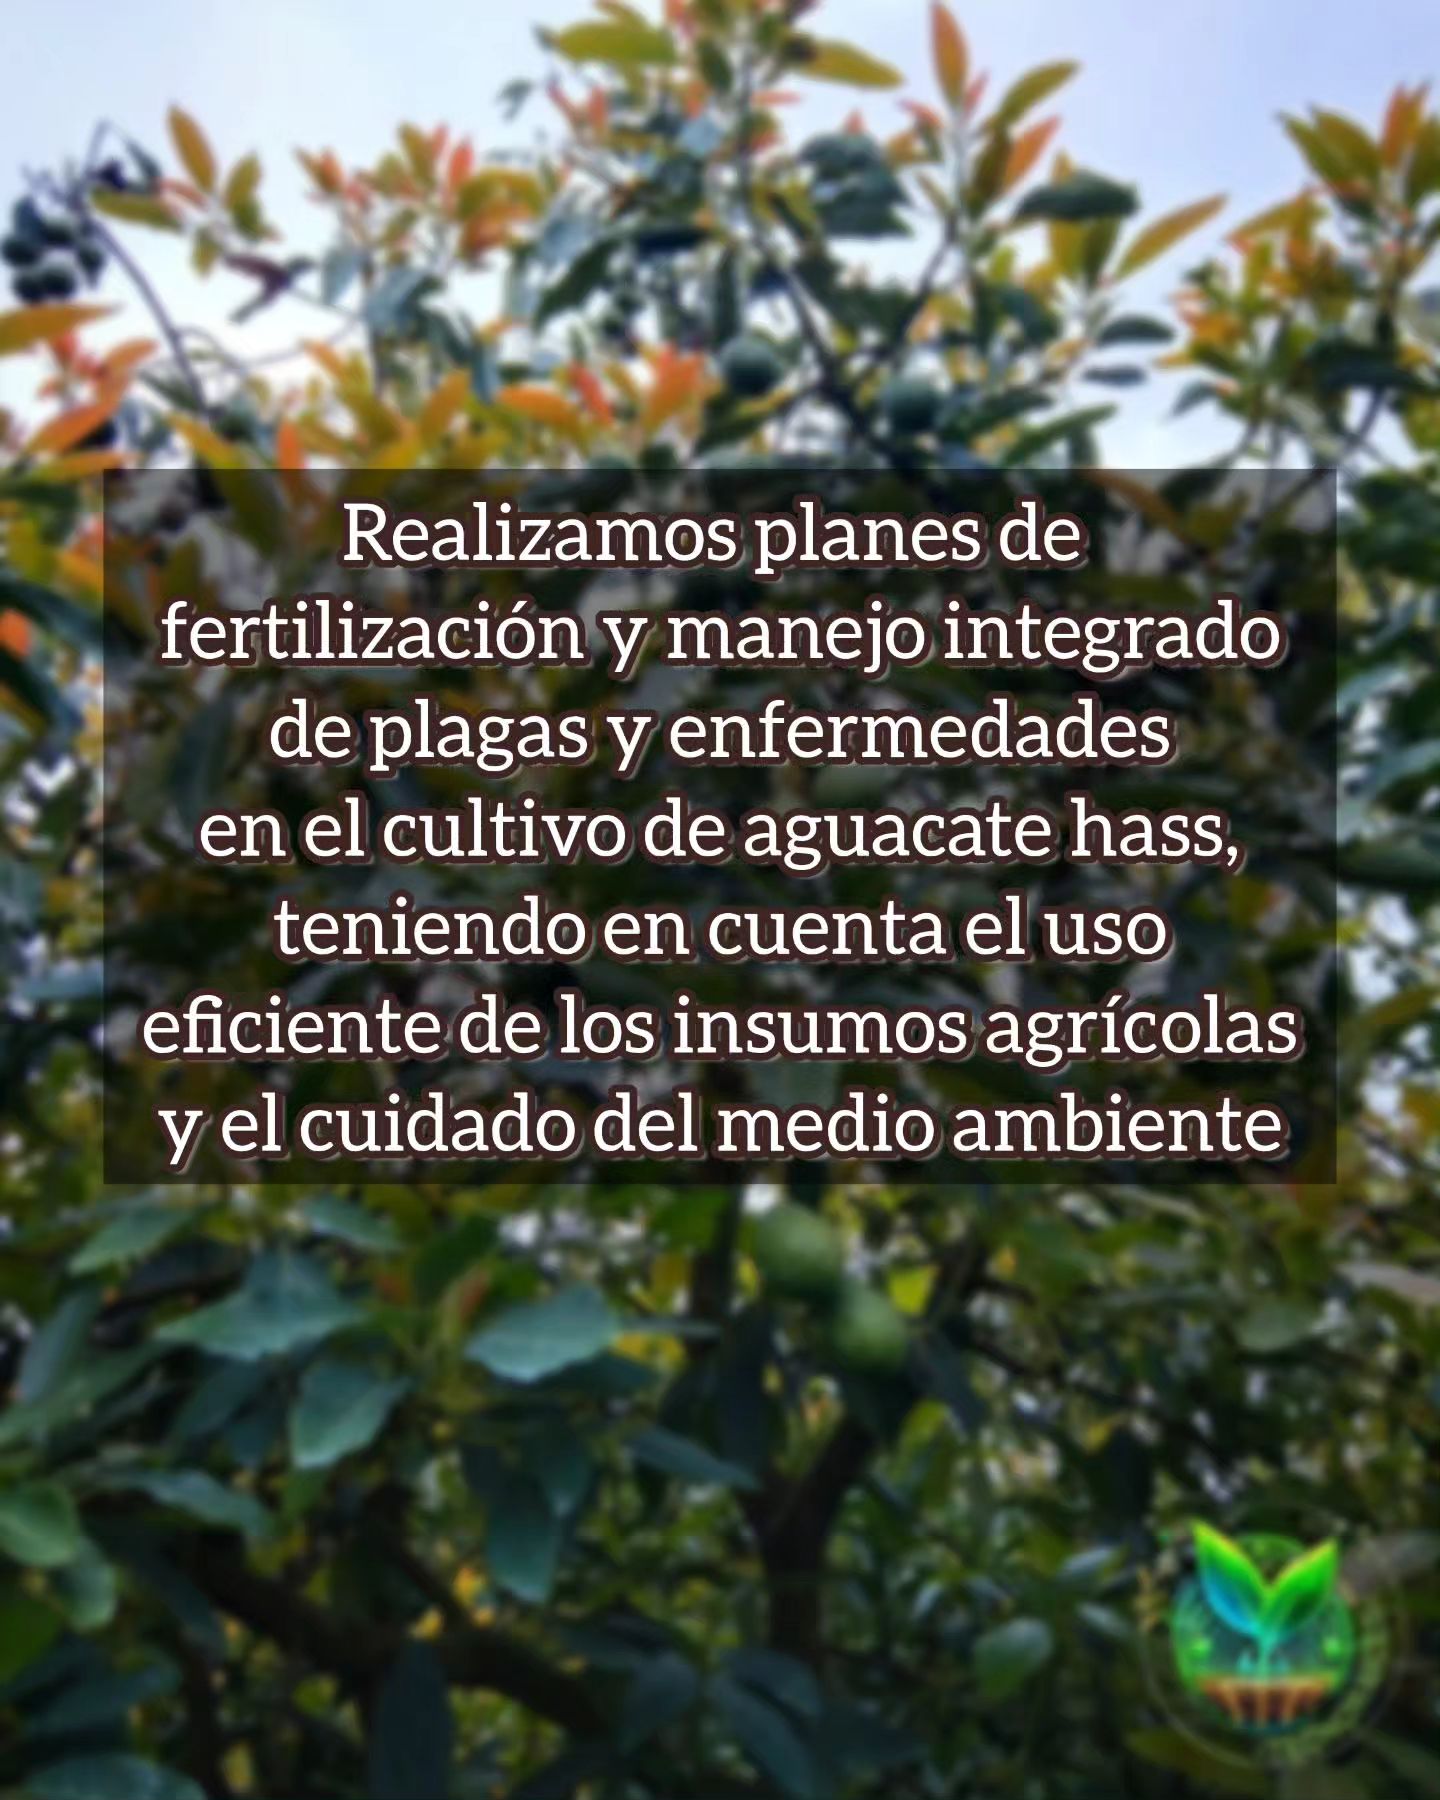 Realizamos planes de
fertilización y manejo integrado
de plagas y enfermedades
en el cultivo de aguacate hass,
teniendo en cuenta el uso
eficiente de los insumos agrícolas
y el cuidado del medio ambiente